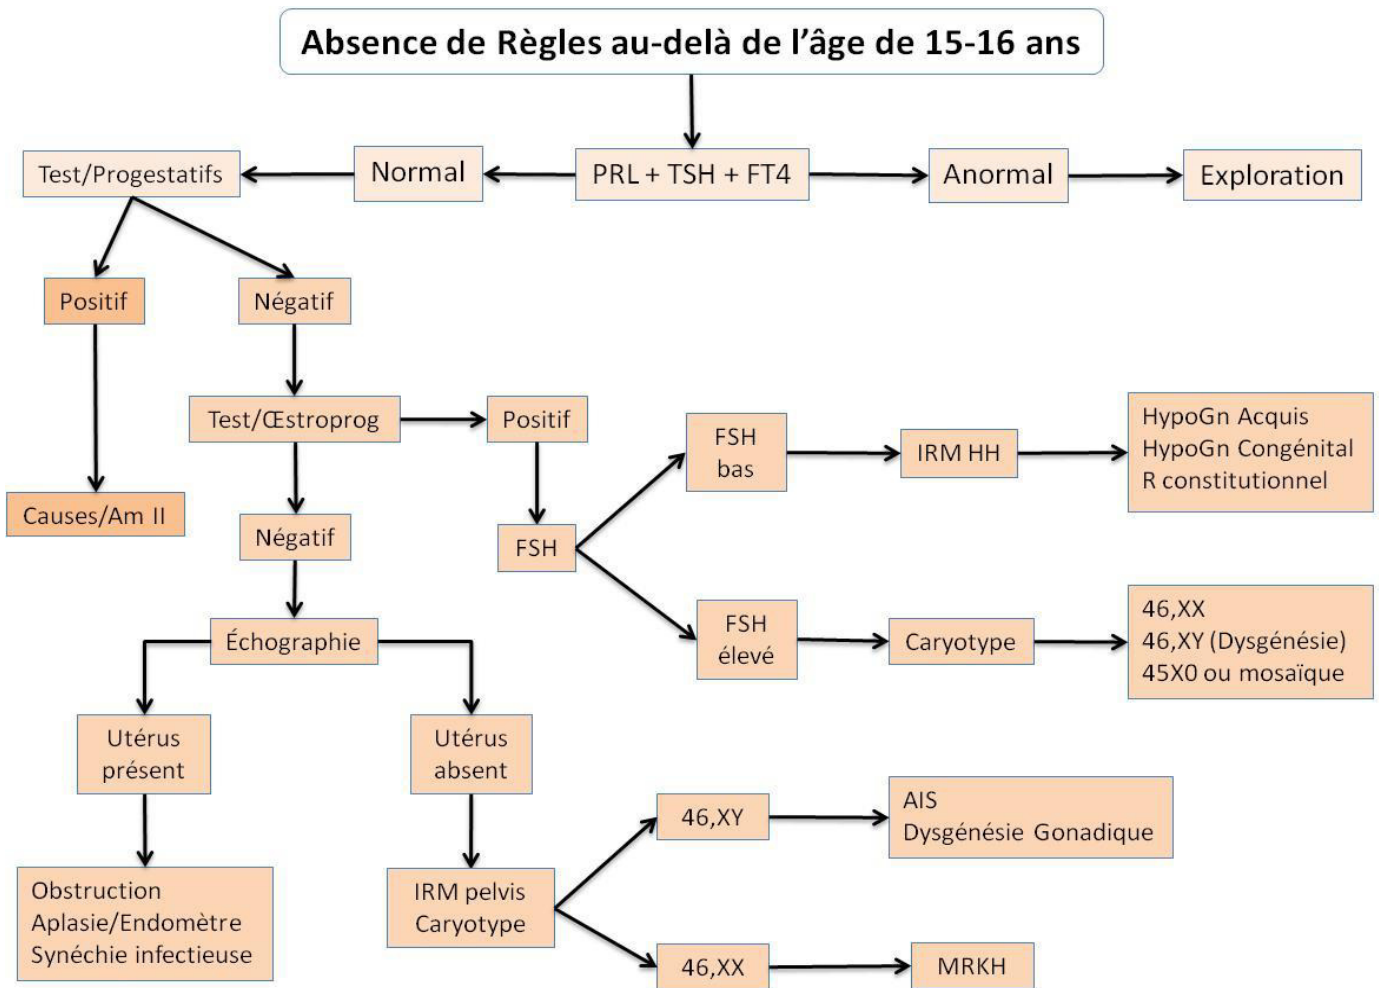 Absence de Règles au-delà de l'âge de 15-16 ans
Test/Progestatifs
Normal
PRL + TSH + FT4
Anormal
Exploration
Positif
Négatif
Test/Œstroprog
Positif
FSH
bas
IRM HH
HypoGn Acquis
HypoGn Congénital
R constitutionnel
Causes/Am II
Négatif
FSH
FSH
élevé
Caryotype
46,XX
46,XY (Dysgénésie)
45X0 ou mosaïque
Échographie
Utérus
présent
Utérus
absent
46,XY
AIS
Dysgénésie Gonadique
Obstruction
Aplasie/Endomètre
Synéchie infectieuse
IRM pelvis
Caryotype
46,XX
MRKH